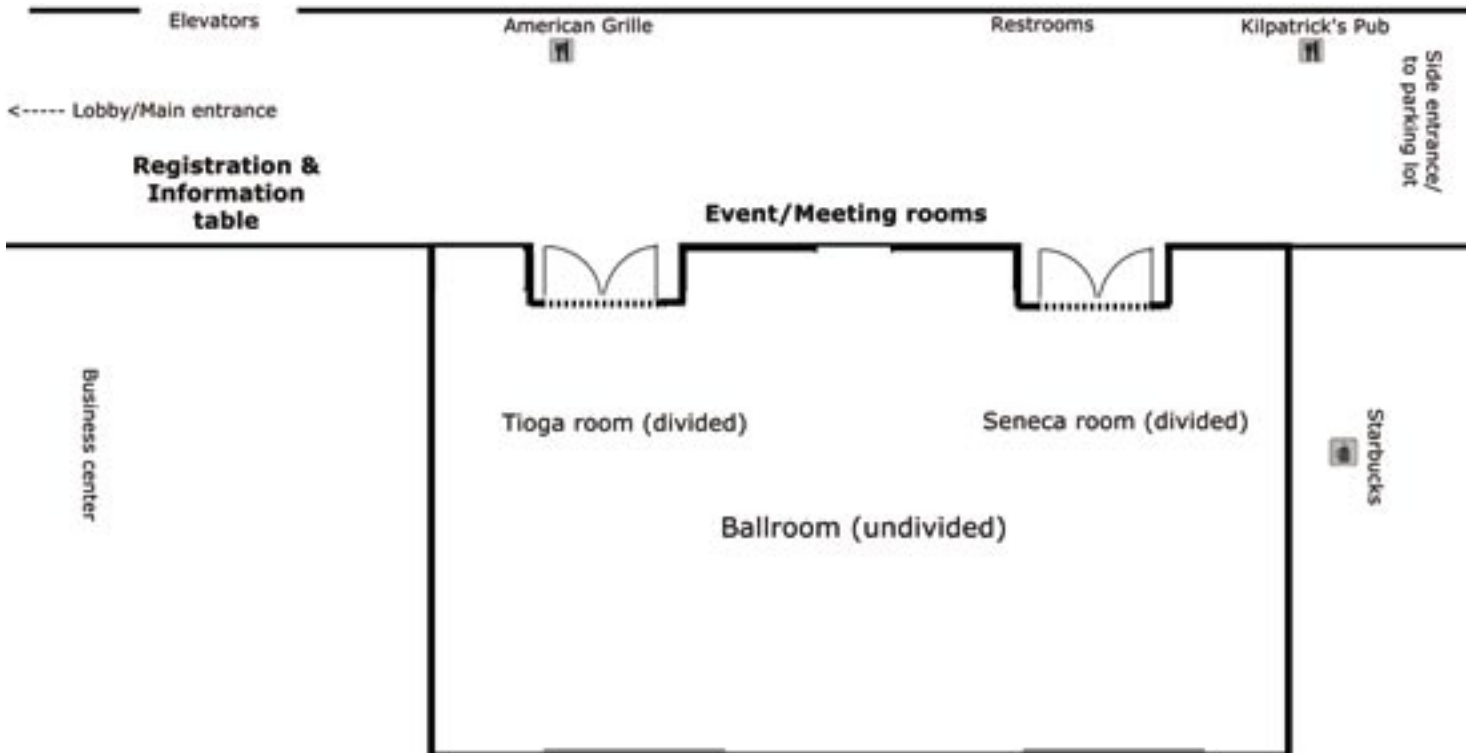 Elevators
American Grille
Restrooms
Kilpatrick's Pub
Side entrance/
to parking lot
<----- Lobby/Main entrance
Registration &
Information
table
Event/Meeting rooms
Business center
Tioga room (divided)
Seneca room (divided)
Starbucks
Ballroom (undivided)